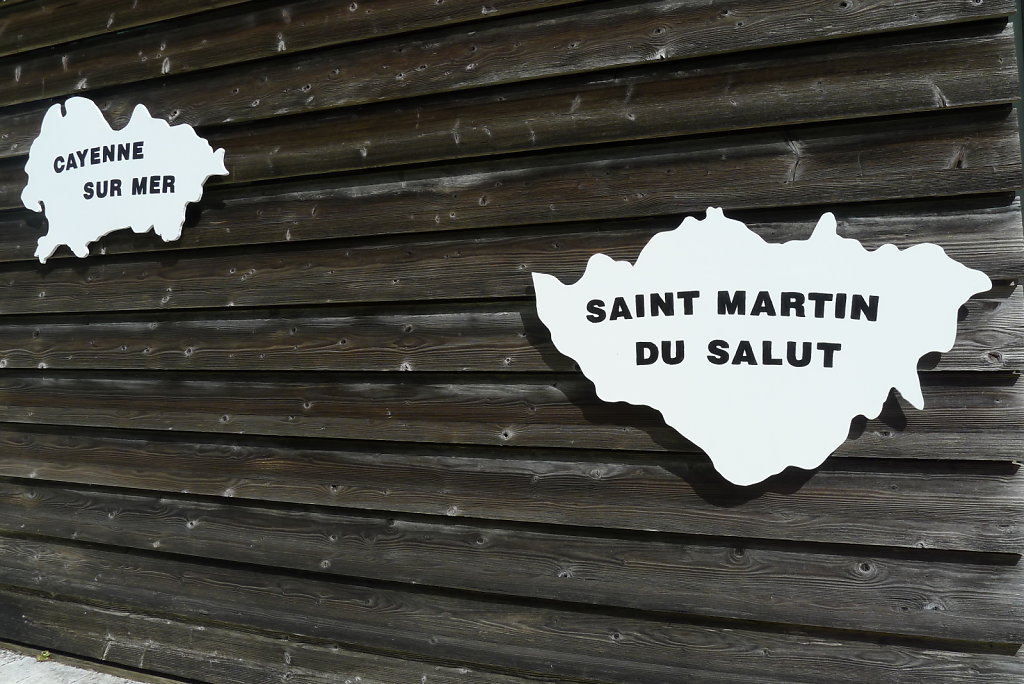 CAYENNE
SUR MER
SAINT MARTIN
DU SALUT